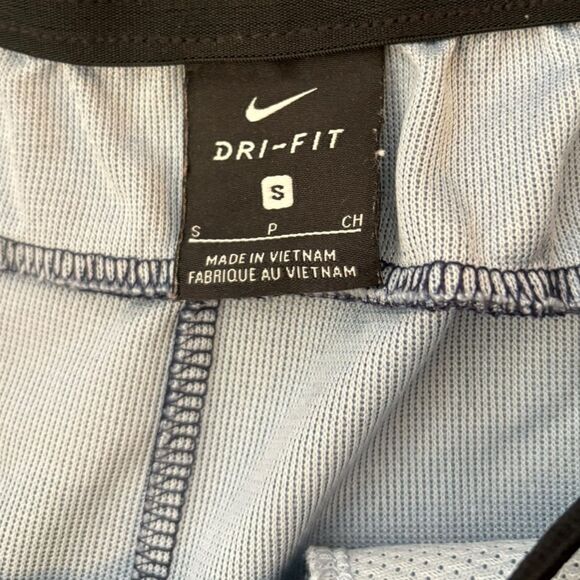 DRI-FIT
S
S P CH
MADE IN VIETNAM
FABRIQUE AU VIETNAM